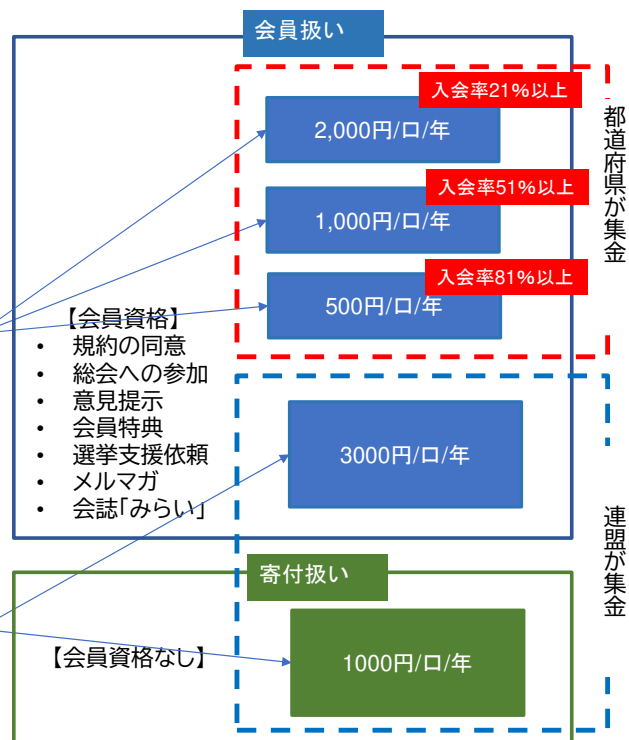 会員扱い
入会率21%以上
2,000円/口/年
入会率51%以上
1,000円/口/年
入会率81%以上
500円/口/年
都道府県が集金
【会員資格】
• 規約の同意
• 総会への参加
• 意見提示
• 会員特典
• 選挙支援依頼
• メルマガ
• 会誌「みらい」
3000円/口/年
連盟が集金
寄付扱い
【会員資格なし】
1000円/口/年